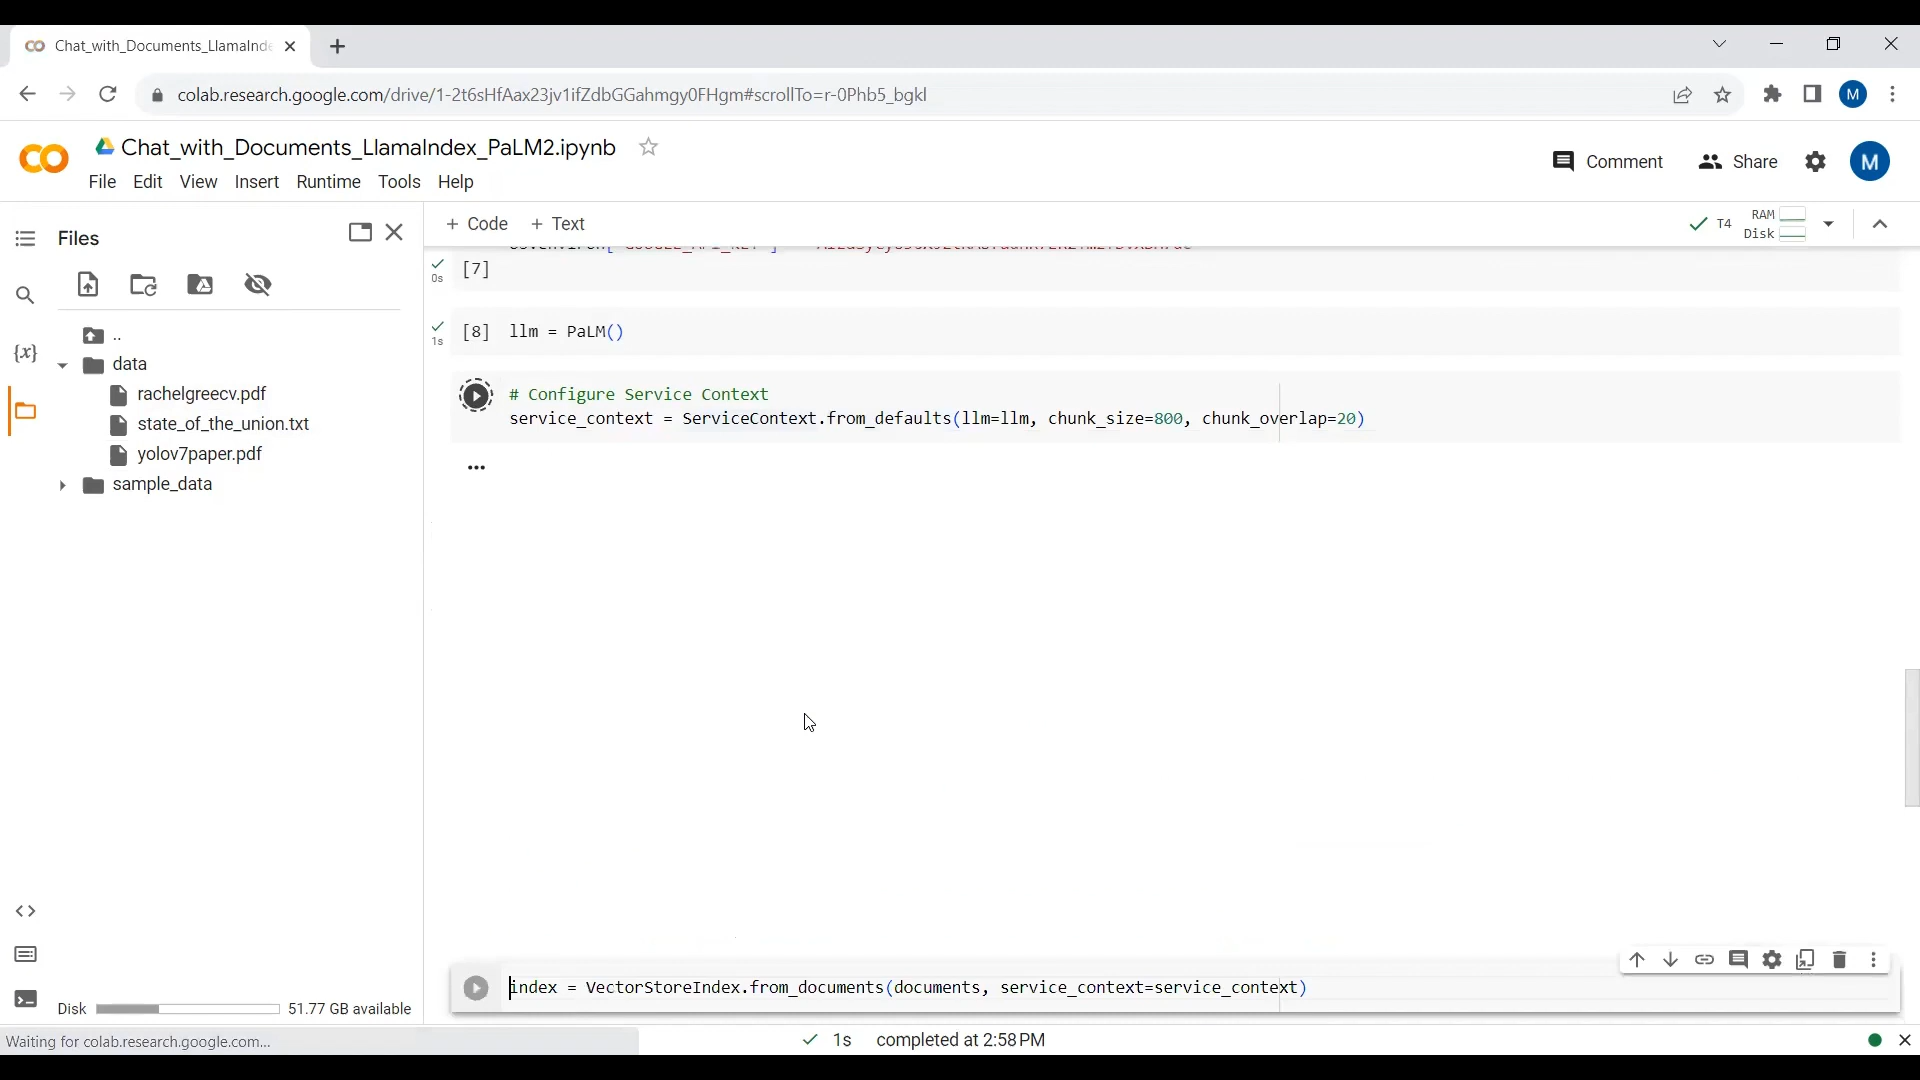 Chat_with_Documents_LlamaInde
colab.research.google.com/drive/1-2t6sHfAax23jv1ifZdbGGahmgy0FHgm#scrollTo=r-0Phb5_bgkl
M
Chat_with_Documents_LlamaIndex_PaLM2.ipynb
Comment
Share
M
File Edit View Insert Runtime Tools Help
Files
+ Code + Text
T4
RAM
Disk
0s
[7]
..
data
rachelgreecv.pdf
state_of_the_union.txt
yolov7paper.pdf
sample_data
{x}
1s
[8] llm = PaLM()
# Configure Service Context
service_context = ServiceContext.from_defaults(llm=llm, chunk_size=800, chunk_overlap=20)
...
index = VectorStoreIndex.from_documents(documents, service_context=service_context)
Disk
51.77 GB available
Waiting for colab.research.google.com...
1s completed at 2:58 PM